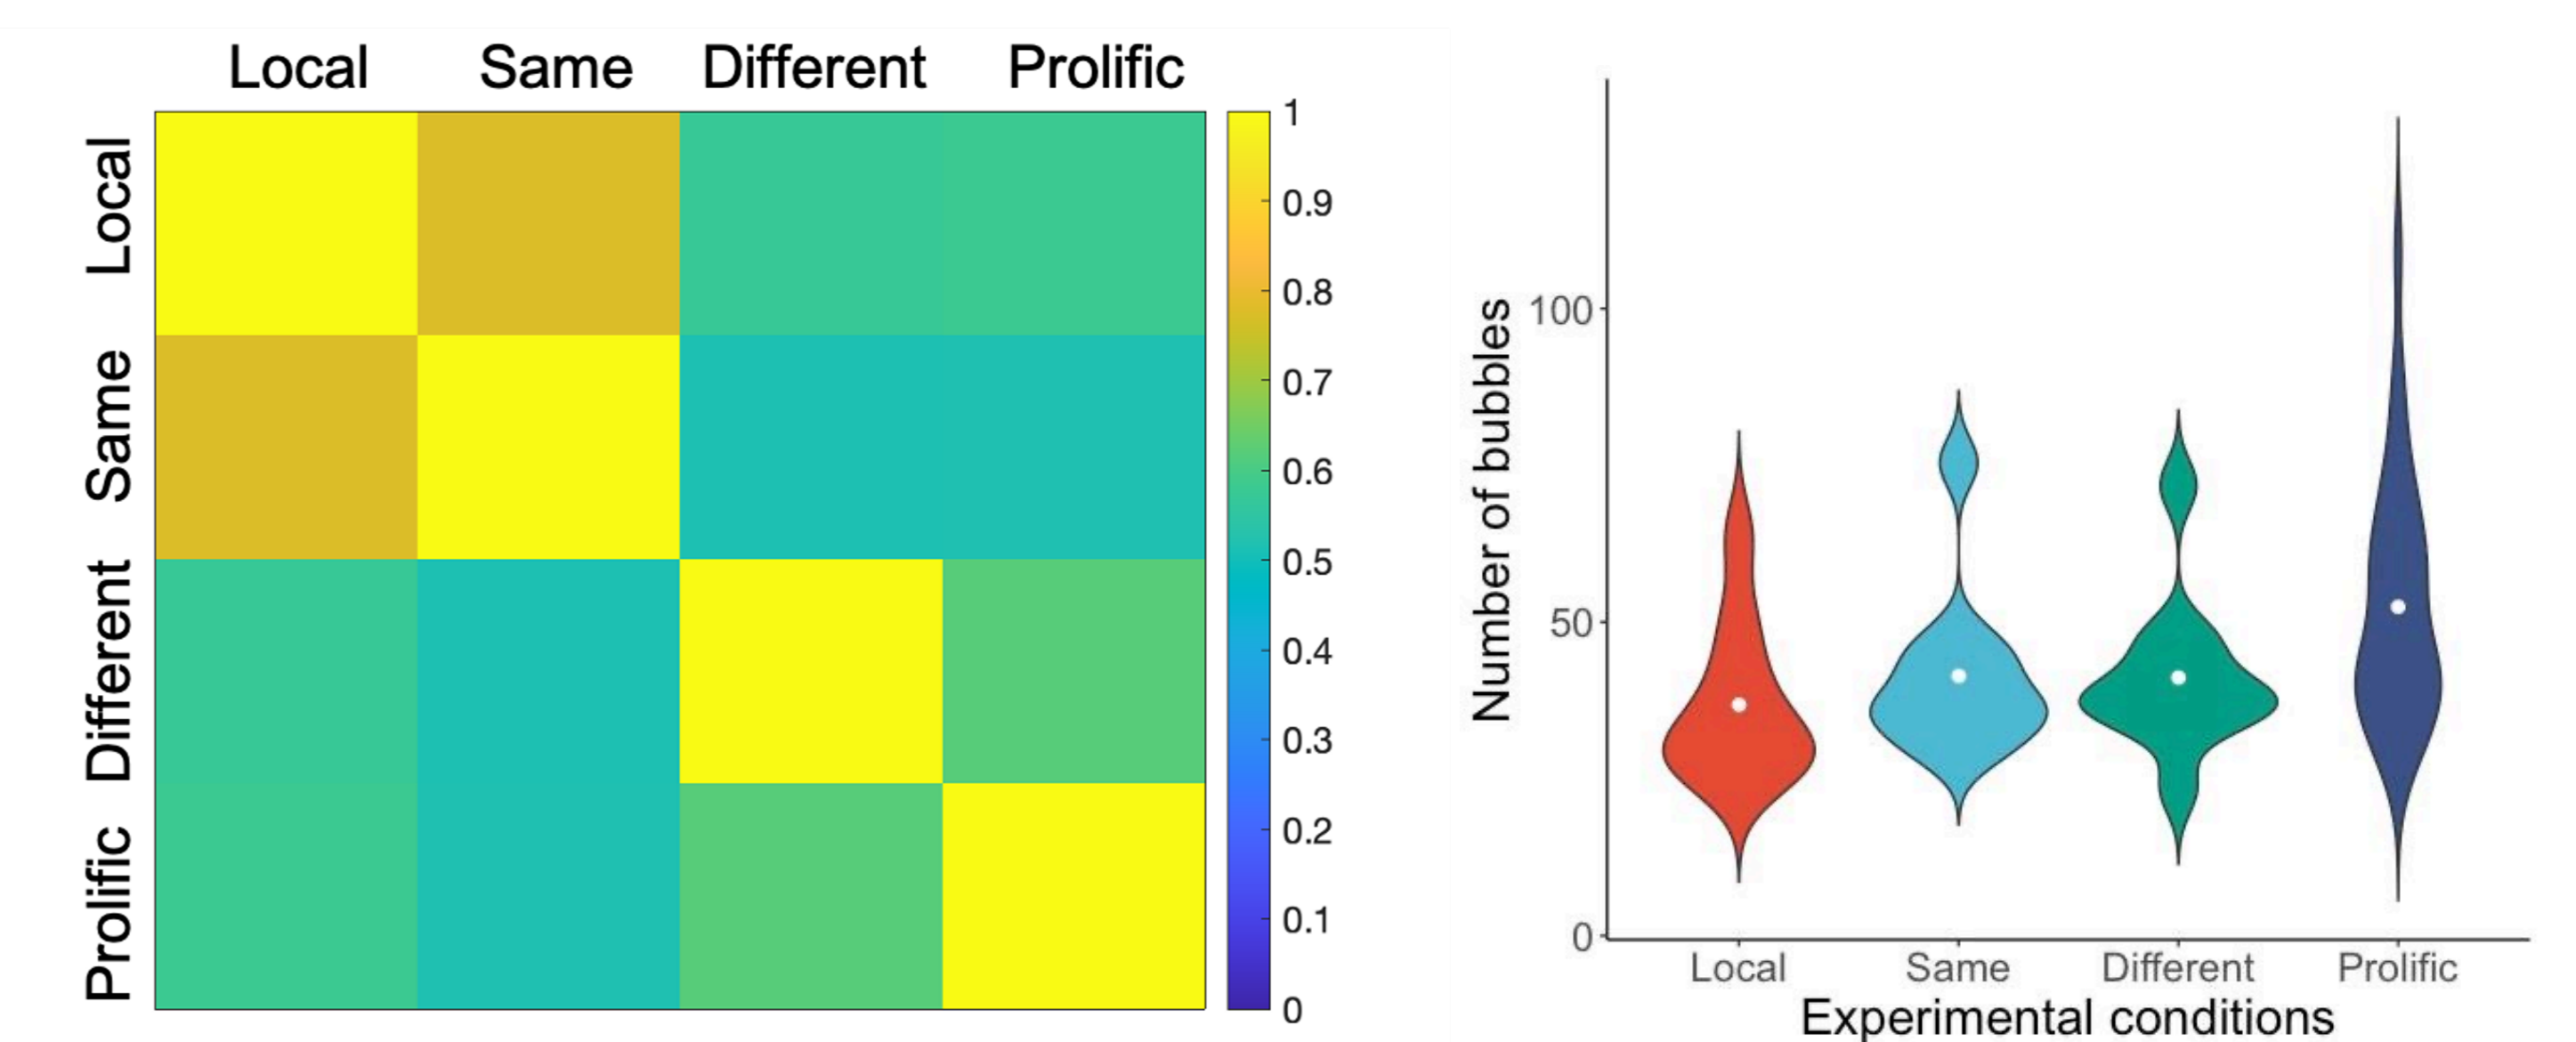 Local Same Different Prolific
Local
Same
Different
Prolific
1
0.9
0.8
0.7
0.6
0.5
0.4
0.3
0.2
0.1
0
Number of bubbles
100
50
0
Local Same Different Prolific
Experimental conditions